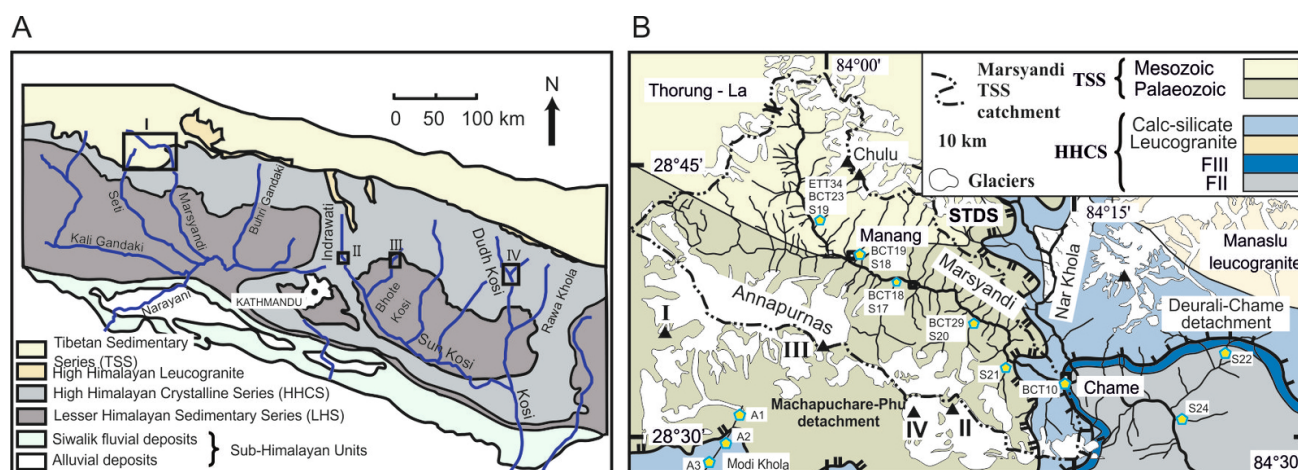 A
I
N
0 50 100 km
Seti
Marsyandi
Buhri Gandaki
Kali Gandaki
Indrawati
II
III
Dudh Kosi
IV
Rawa Khola
Bhote
Kosi
KATHMANDU
Narayani
Sun Kosi
Kosi
Tibetan Sedimentary
Series (TSS)
High Himalayan Leucogranite
High Himalayan Crystalline Series (HHCS)
Lesser Himalayan Sedimentary Series (LHS)
Siwalik fluvial deposits
Alluvial deposits
Sub-Himalayan Units
B
84°00'
Thorung - La
Marsyandi
TSS
catchment
TSS
Mesozoic
Palaeozoic
10 km
HHCS
Calc-silicate
Leucogranite
FIII
FII
Glaciers
28°45'
Chulu
ETT34
BCT23
S19
STDS
84°15'
Manang
BCT19
S18
Marsyandi
Nar Khola
Manaslu
leucogranite
BCT18
S17
Annapurnas
Deurali-Chame
detachment
I
III
BCT29
S20
S22
S21
BCT10
Chame
Machapuchare-Phu
detachment
A1
S24
IV
II
28°30'
A2
A3
Modi Khola
84°30'